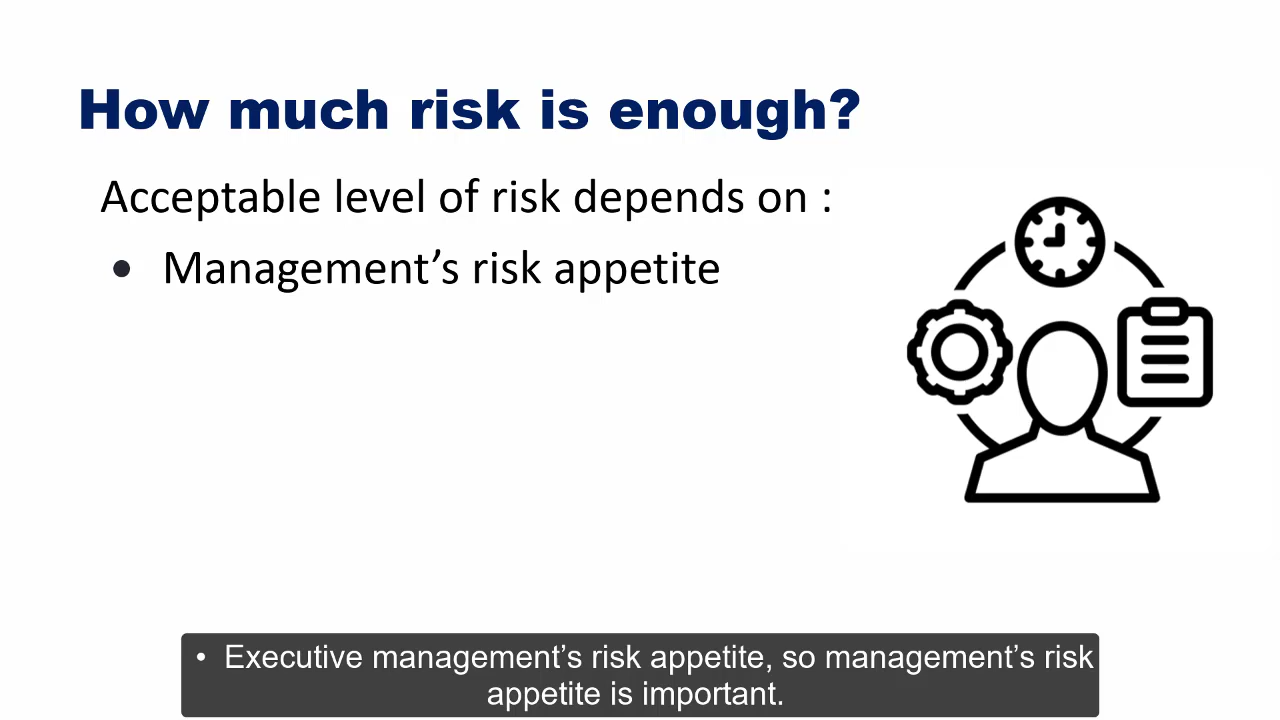 How much risk is enough?
Acceptable level of risk depends on :
• Management’s risk appetite
• Executive management’s risk appetite, so management’s risk
appetite is important.